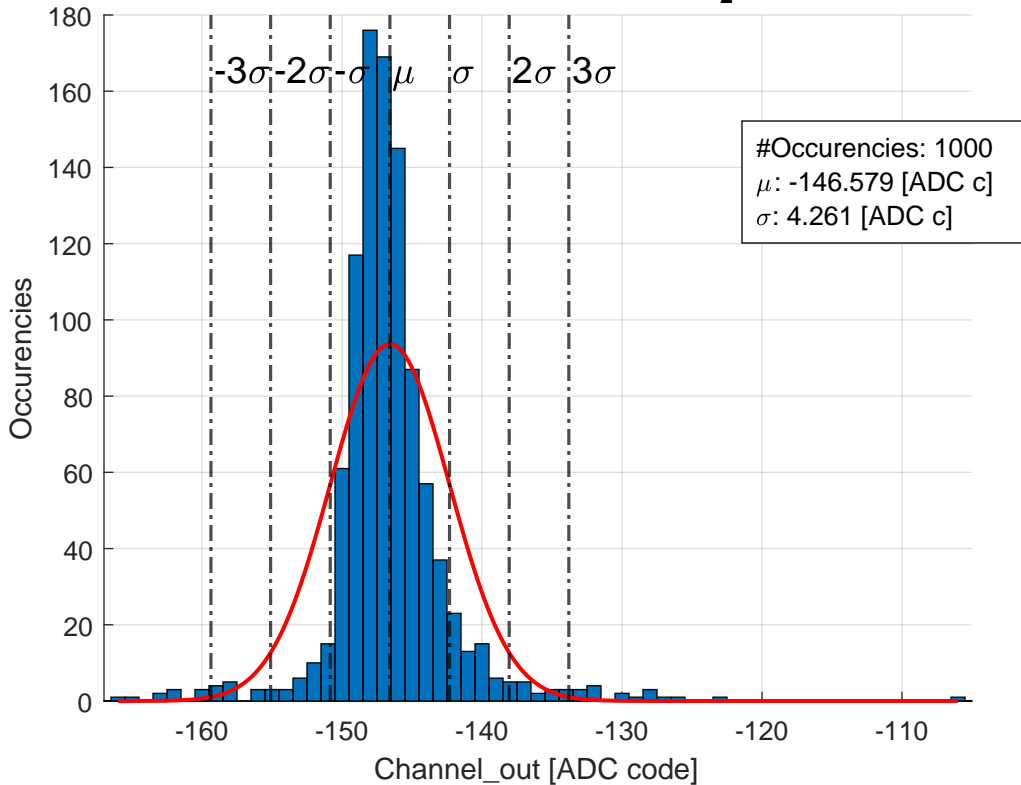 2
180
160
140
120
100
80
60
40
20
0
-3σ -2σ -σ μ σ 2σ 3σ
#Occurencies: 1000
μ: -146.579 [ADC c]
σ: 4.261 [ADC c]
Occurencies
-160 -150 -140 -130 -120 -110
Channel_out [ADC code]